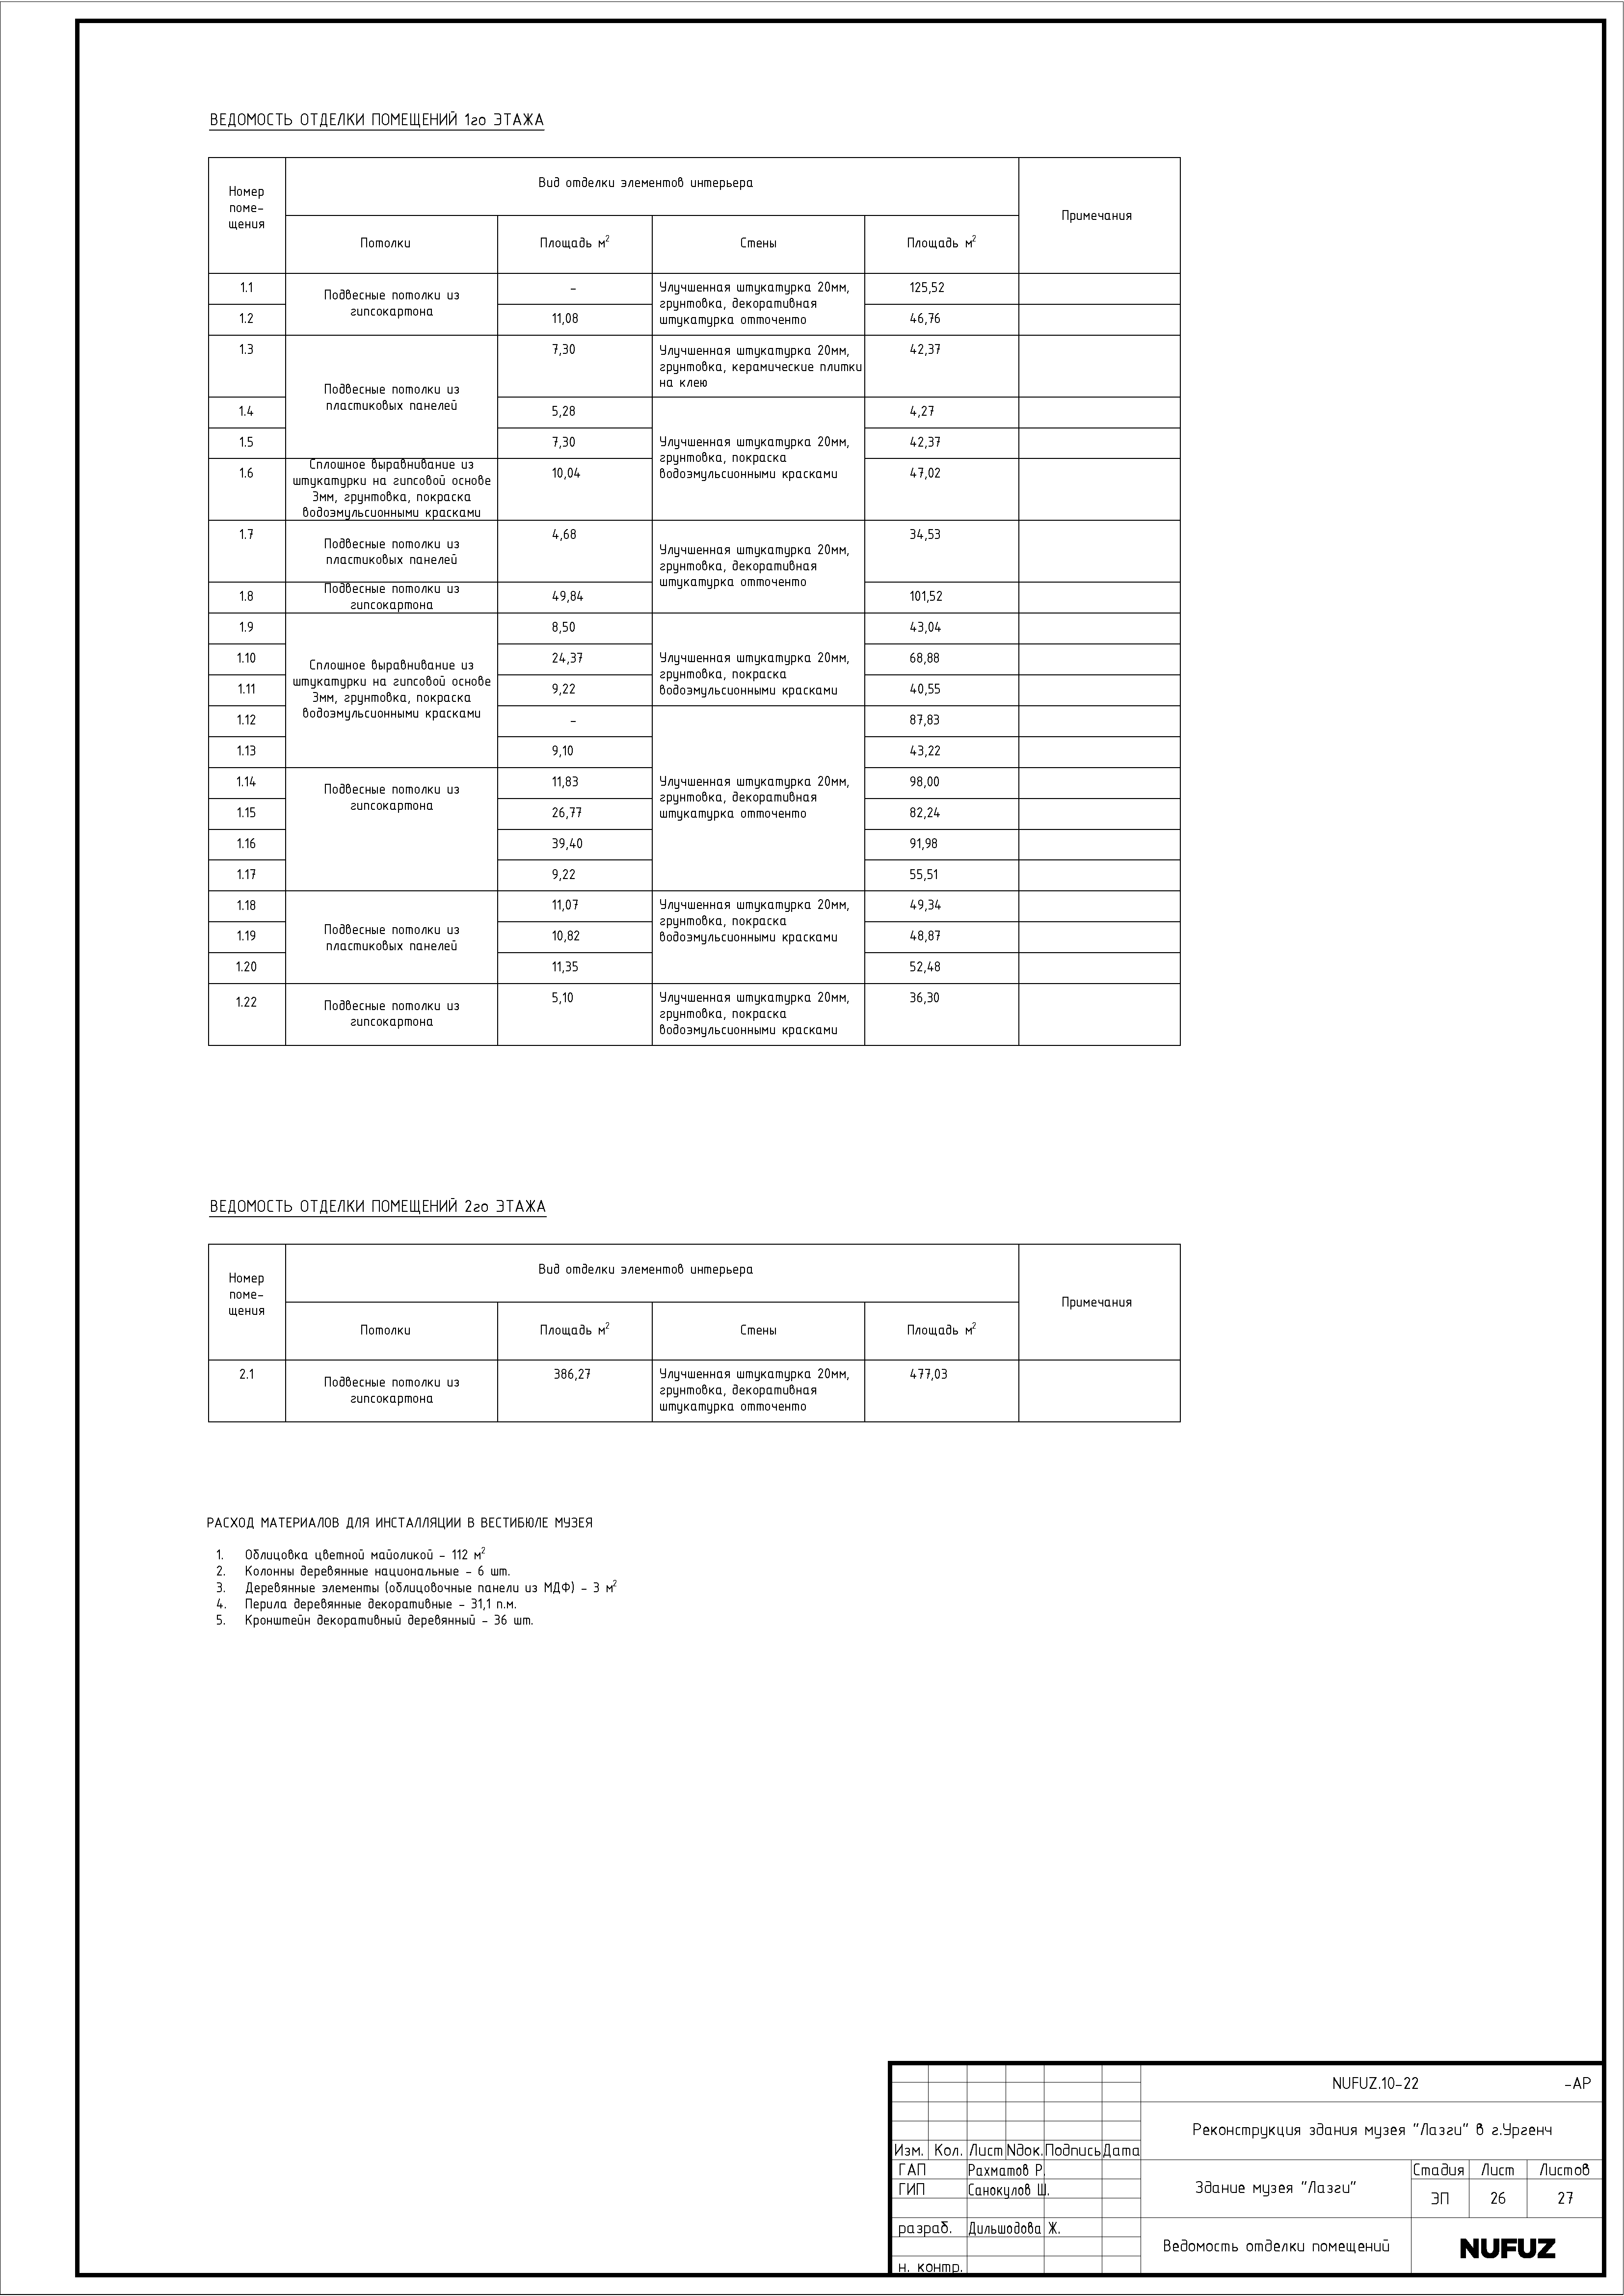 ВЕДОМОСТЬ ОТДЕЛКИ ПОМЕЩЕНИЙ 1го ЭТАЖА
Номер
поме-
щения
Вид отделки элементов интерьера
Примечания
Потолки
Площадь м²
Стены
Площадь м²
1.1
Подвесные потолки из
гипсокартона
-
Улучшенная штукатурка 20мм,
грунтовка, декоративная
штукатурка отточенто
125,52
1.2
11,08
46,76
1.3
Подвесные потолки из
пластиковых панелей
7,30
Улучшенная штукатурка 20мм,
грунтовка, керамические плитки
на клею
42,37
1.4
5,28
Улучшенная штукатурка 20мм,
грунтовка, покраска
водоэмульсионными красками
4,27
1.5
7,30
42,37
1.6
Сплошное выравнивание из
штукатурки на гипсовой основе
3мм, грунтовка, покраска
водоэмульсионными красками
10,04
47,02
1.7
Подвесные потолки из
пластиковых панелей
4,68
Улучшенная штукатурка 20мм,
грунтовка, декоративная
штукатурка отточенто
34,53
1.8
Подвесные потолки из
гипсокартона
49,84
101,52
1.9
Сплошное выравнивание из
штукатурки на гипсовой основе
3мм, грунтовка, покраска
водоэмульсионными красками
8,50
Улучшенная штукатурка 20мм,
грунтовка, покраска
водоэмульсионными красками
43,04
1.10
24,37
68,88
1.11
9,22
40,55
1.12
-
Улучшенная штукатурка 20мм,
грунтовка, декоративная
штукатурка отточенто
87,83
1.13
9,10
43,22
1.14
Подвесные потолки из
гипсокартона
11,83
98,00
1.15
26,77
82,24
1.16
39,40
91,98
1.17
9,22
55,51
1.18
Подвесные потолки из
пластиковых панелей
11,07
Улучшенная штукатурка 20мм,
грунтовка, покраска
водоэмульсионными красками
49,34
1.19
10,82
48,87
1.20
11,35
52,48
1.22
Подвесные потолки из
гипсокартона
5,10
Улучшенная штукатурка 20мм,
грунтовка, покраска
водоэмульсионными красками
36,30
ВЕДОМОСТЬ ОТДЕЛКИ ПОМЕЩЕНИЙ 2го ЭТАЖА
Номер
поме-
щения
Вид отделки элементов интерьера
Примечания
Потолки
Площадь м²
Стены
Площадь м²
2.1
Подвесные потолки из
гипсокартона
386,27
Улучшенная штукатурка 20мм,
грунтовка, декоративная
штукатурка отточенто
477,03
РАСХОД МАТЕРИАЛОВ ДЛЯ ИНСТАЛЛЯЦИИ В ВЕСТИБЮЛЕ МУЗЕЯ
1. Облицовка цветной майоликой - 112 м²
2. Колонны деревянные национальные - 6 шт.
3. Деревянные элементы (облицовочные панели из МДФ) - 3 м²
4. Перила деревянные декоративные - 31,1 п.м.
5. Кронштейн декоративный деревянный - 36 шт.
NUFUZ.10-22 -АР
Реконструкция здания музея "Лазги" в г.Ургенч
Изм. Кол. Лист Nдок. Подпись Дата
ГАП Рахматов Р.
ГИП Санокулов Ш.
Здание музея "Лазги"
Стадия Лист Листов
ЭП 26 27
разраб. Дильшодова Ж.
Ведомость отделки помещений
NUFUZ
н. контр.